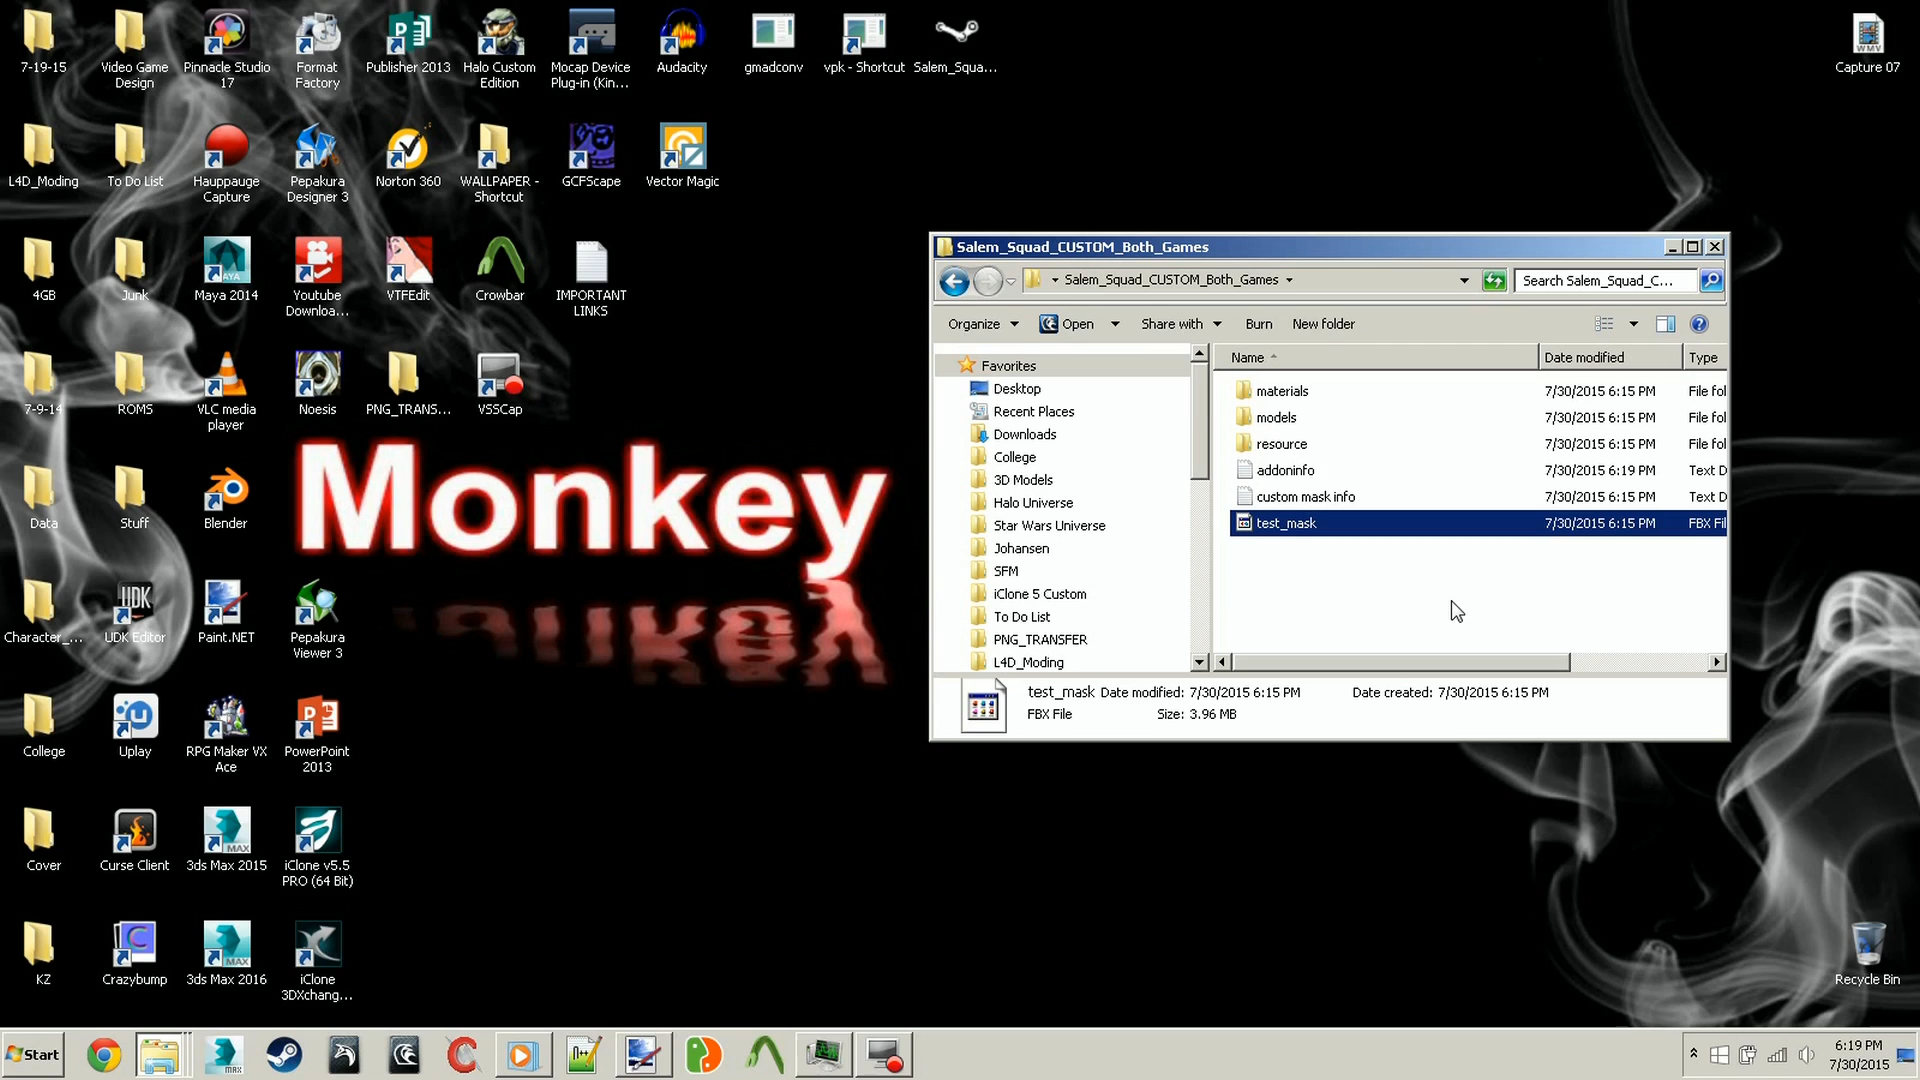 7-19-15
Video Game
Design
Pinnacle Studio
17
Format
Factory
Publisher 2013
Halo Custom
Edition
Mocap Device
Plug-in (Kin...
Audacity
gmadconv
vpk - Shortcut
Salem_Squa...
Capture 07
L4D_Moding
To Do List
Hauppauge
Capture
Pepakura
Designer 3
Norton 360
WALLPAPER -
Shortcut
GCFScape
Vector Magic
4GB
Junk
Maya 2014
Youtube
Downloa...
VTFEdit
Crowbar
IMPORTANT
LINKS
7-9-14
ROMS
VLC media
player
Noesis
PNG_TRANS...
VSSCap
Data
Stuff
Blender
Monkey
Character_...
UDK Editor
Paint.NET
Pepakura
Viewer 3
College
Uplay
RPG Maker VX
Ace
PowerPoint
2013
Cover
Curse Client
3ds Max 2015
iClone v5.5
PRO (64 Bit)
KZ
Crazybump
3ds Max 2016
iClone
3DXchang...
Recycle Bin
Salem_Squad_CUSTOM_Both_Games
Salem_Squad_CUSTOM_Both_Games
Search Salem_Squad_C...
Organize
Open
Share with
Burn
New folder
Favorites
Desktop
Recent Places
Downloads
College
3D Models
Halo Universe
Star Wars Universe
Johansen
SFM
iClone 5 Custom
To Do List
PNG_TRANSFER
L4D_Moding
Name Date modified Type
materials 7/30/2015 6:15 PM File fol
models 7/30/2015 6:15 PM File fol
resource 7/30/2015 6:15 PM File fol
addoninfo 7/30/2015 6:19 PM Text D
custom mask info 7/30/2015 6:15 PM Text D
test_mask 7/30/2015 6:15 PM FBX Fil
test_mask Date modified: 7/30/2015 6:15 PM Date created: 7/30/2015 6:15 PM
FBX File Size: 3.96 MB
Start
6:19 PM
7/30/2015